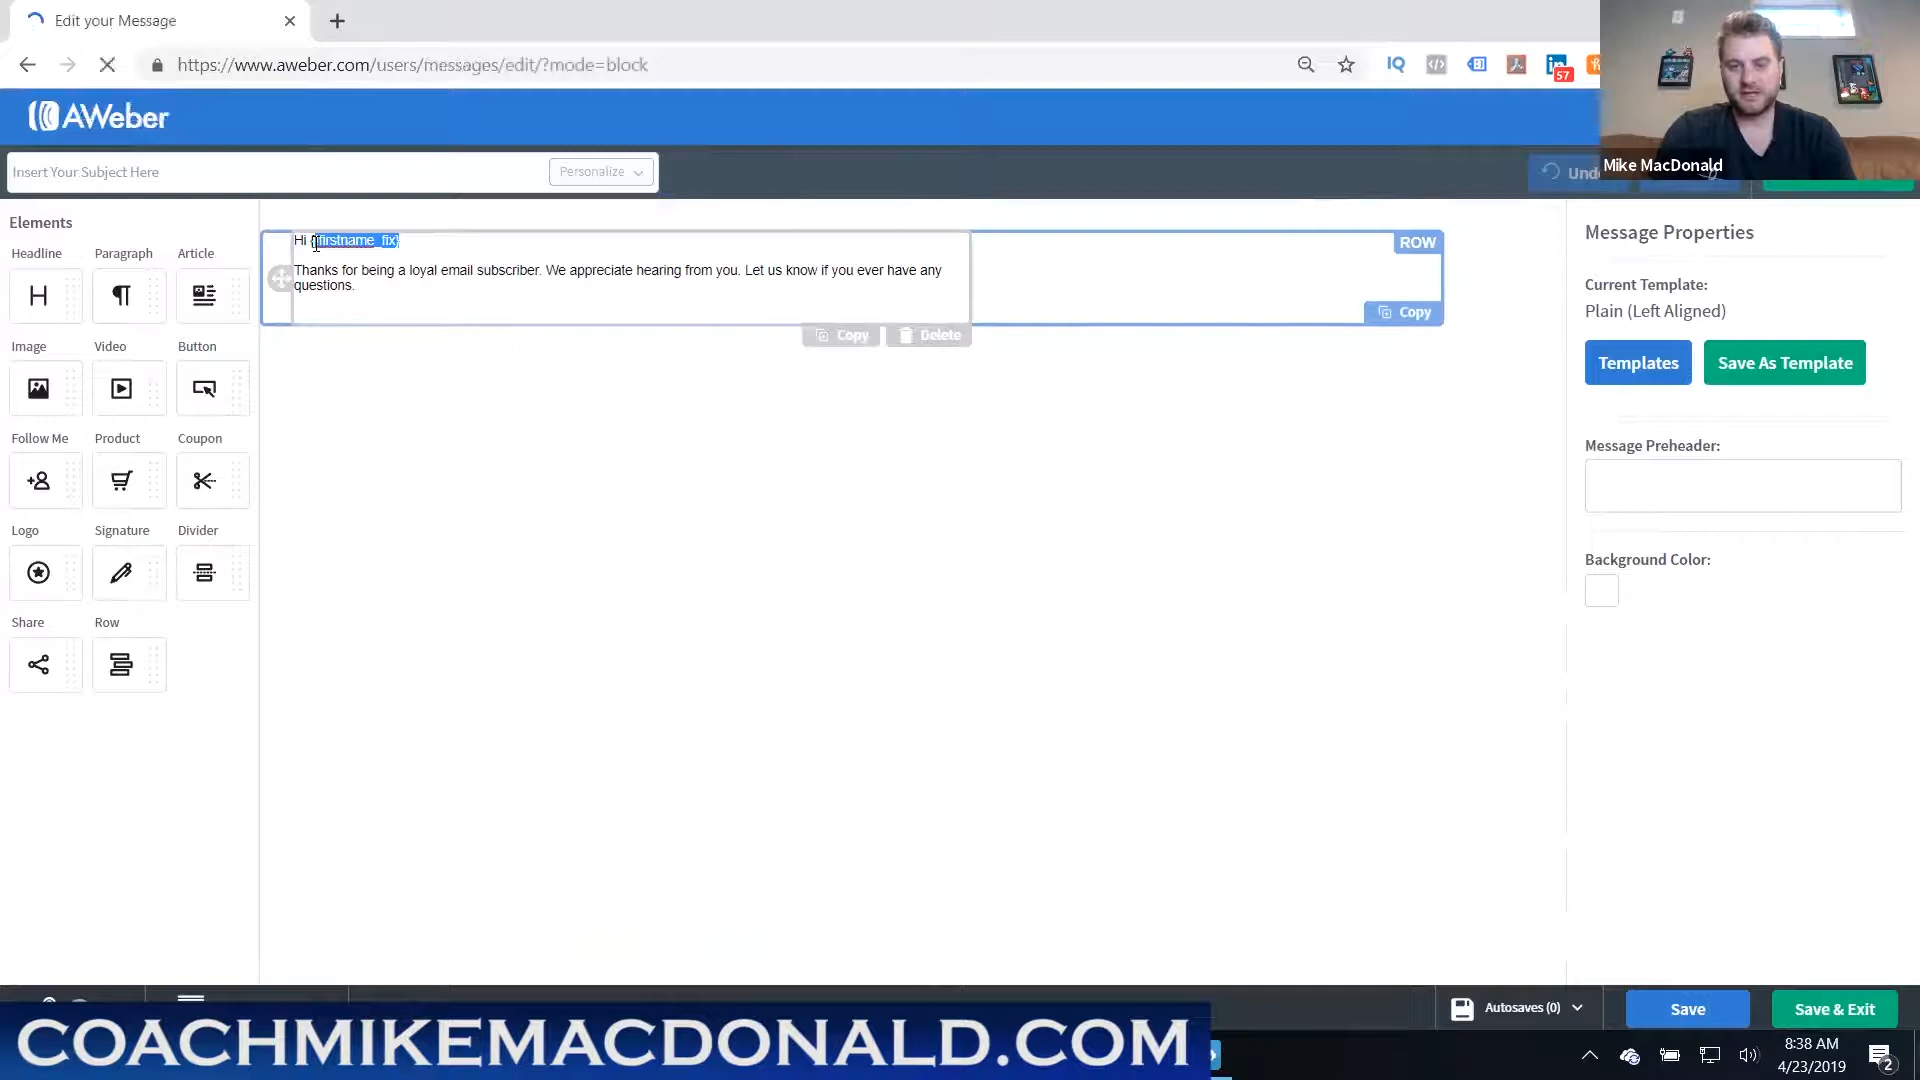 Edit your Message
https://www.aweber.com/users/messages/edit/?mode=block
IQ
57
AWeber
Insert Your Subject Here
Personalize
Undo
Mike MacDonald
Elements
Headline Paragraph Article
Image Video Button
Follow Me Product Coupon
Logo Signature Divider
Share Row
Hi {!firstname_fix}
Thanks for being a loyal email subscriber. We appreciate hearing from you. Let us know if you ever have any
questions.
ROW
Copy
Copy Delete
Message Properties
Current Template:
Plain (Left Aligned)
Templates Save As Template
Message Preheader:
Background Color:
Autosaves (0)
Save
Save & Exit
COACHMIKEMACDONALD.COM
8:38 AM
4/23/2019
2